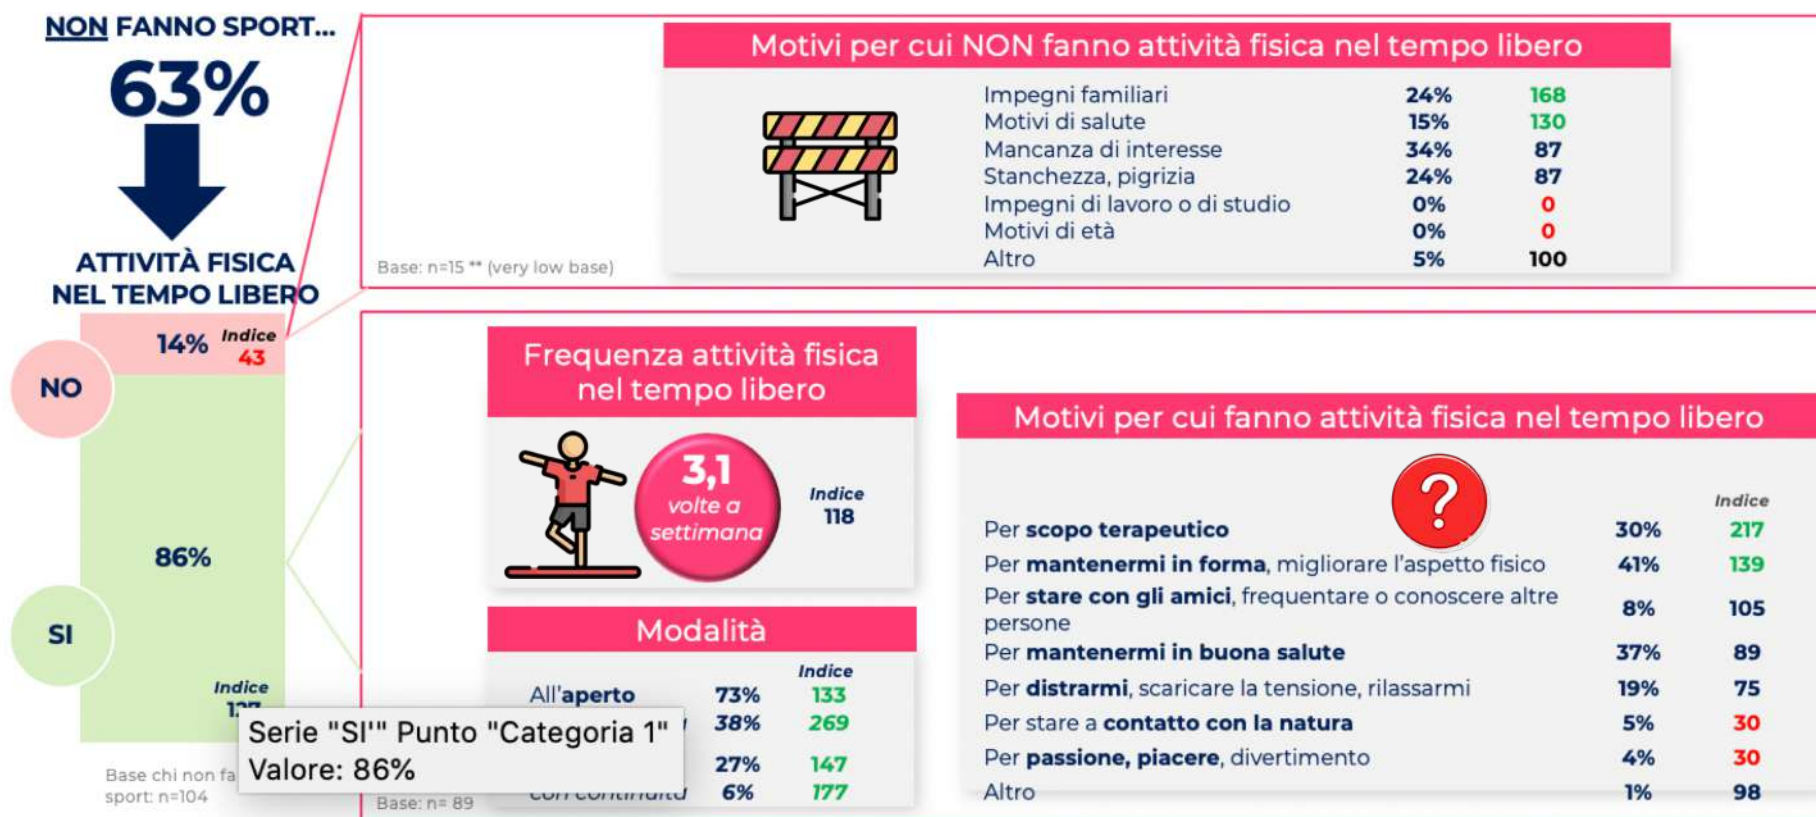 NON FANNO SPORT...
63%
ATTIVITÀ FISICA
NEL TEMPO LIBERO
14% Indice
43
NO
86%
SI
Indice
Base chi non fa
sport: n=104
Motivi per cui NON fanno attività fisica nel tempo libero
Impegni familiari 24% 168
Motivi di salute 15% 130
Mancanza di interesse 34% 87
Stanchezza, pigrizia 24% 87
Impegni di lavoro o di studio 0% 0
Motivi di età 0% 0
Altro 5% 100
Base: n=15 ** (very low base)
Frequenza attività fisica
nel tempo libero
3,1
volte a
settimana
Indice
118
Modalità
Indice
All'aperto 73% 133
38% 269
27% 147
con continuità 6% 177
Serie "SI'" Punto "Categoria 1"
Valore: 86%
Base: n= 89
Motivi per cui fanno attività fisica nel tempo libero
?
Indice
Per scopo terapeutico 30% 217
Per mantenermi in forma, migliorare l'aspetto fisico 41% 139
Per stare con gli amici, frequentare o conoscere altre
persone 8% 105
Per mantenermi in buona salute 37% 89
Per distrarmi, scaricare la tensione, rilassarmi 19% 75
Per stare a contatto con la natura 5% 30
Per passione, piacere, divertimento 4% 30
Altro 1% 98